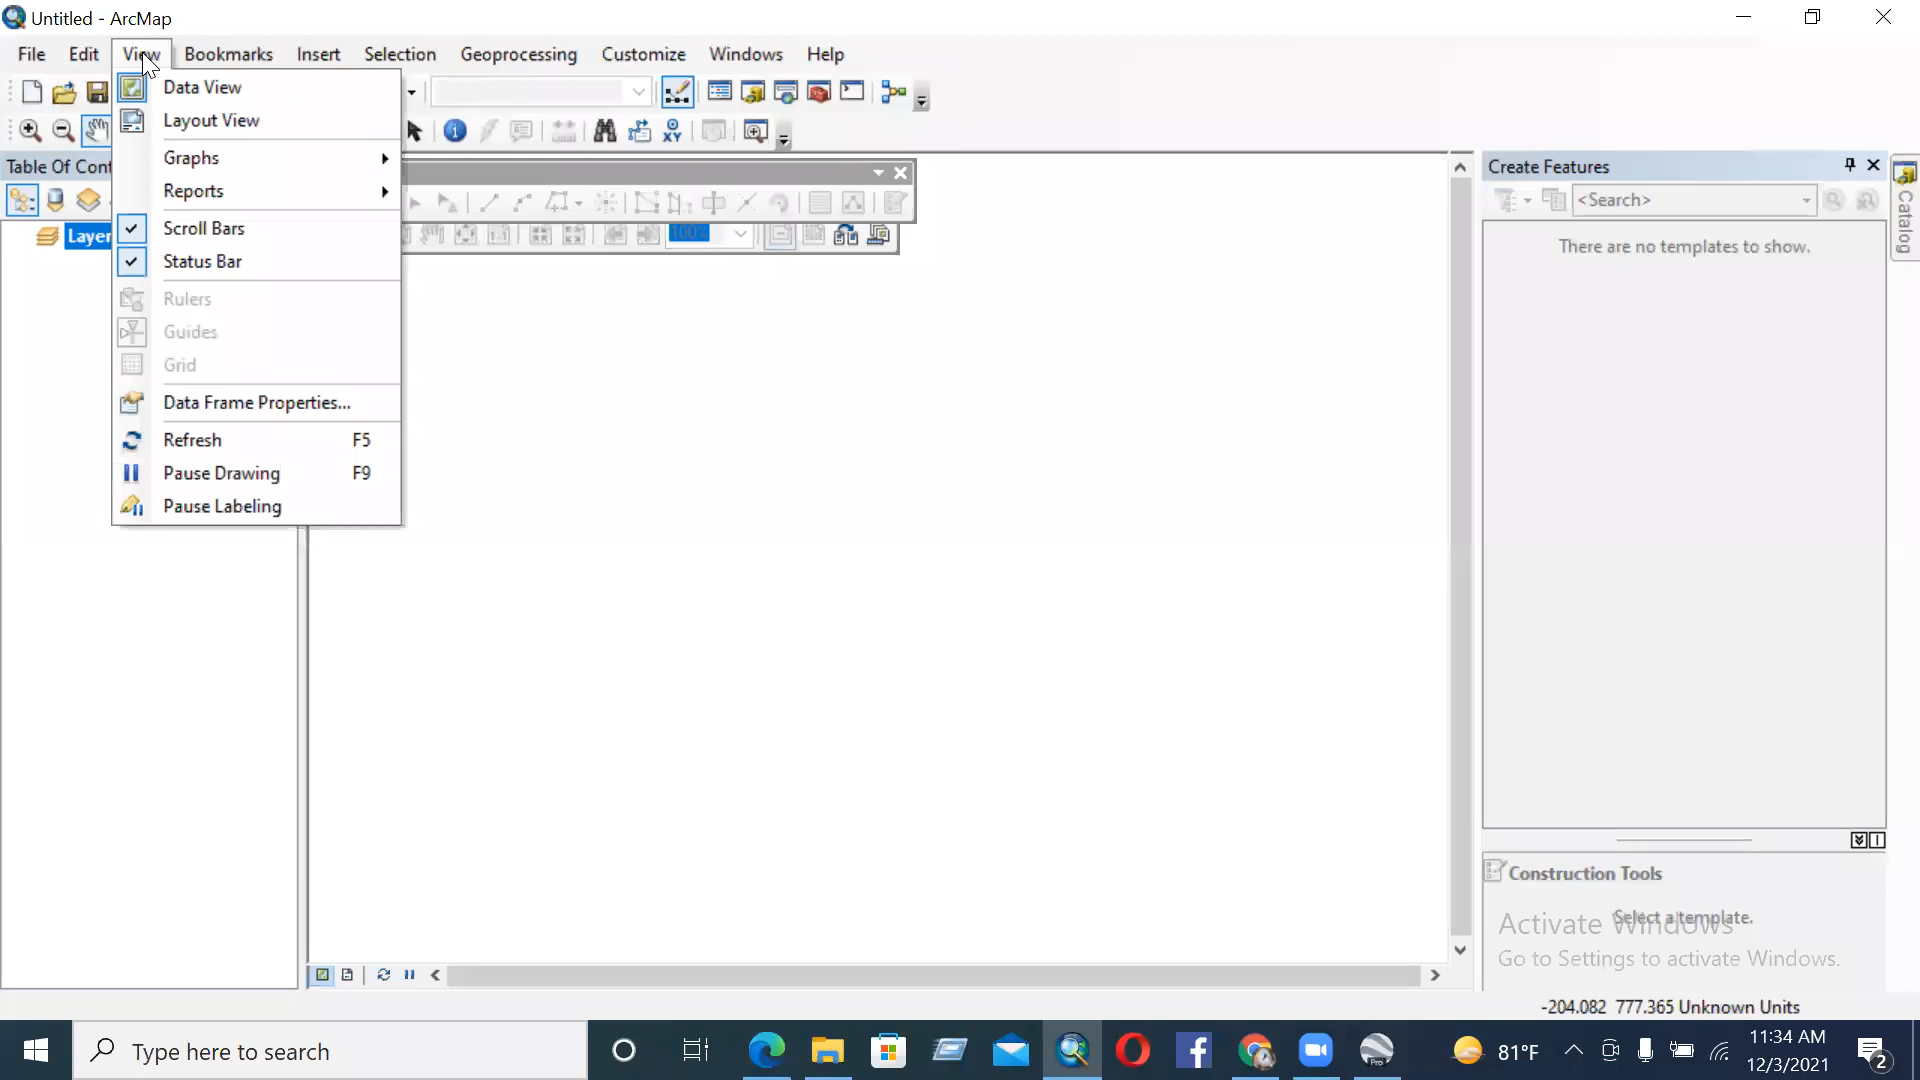 Untitled - ArcMap
File Edit View Bookmarks Insert Selection Geoprocessing Customize Windows Help
Data View
Layout View
XY
Graphs
Table Of Cont
Create Features
Reports
<Search>
Catalog
Scroll Bars
Layer
100%
There are no templates to show.
Status Bar
Rulers
Guides
Grid
Data Frame Properties...
Refresh F5
Pause Drawing F9
Pause Labeling
Construction Tools
Select a template.
Activate Windows
Go to Settings to activate Windows.
-204.082 777.365 Unknown Units
Type here to search
Pro
81°F
11:34 AM
12/3/2021
2